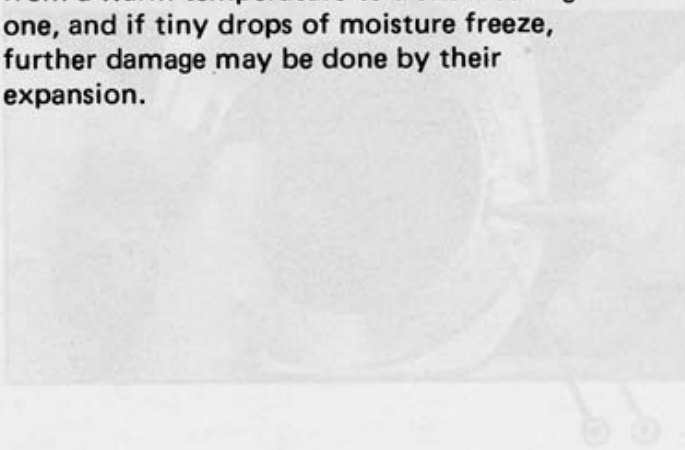 one, and if tiny drops of moisture freeze,
further damage may be done by their
expansion.